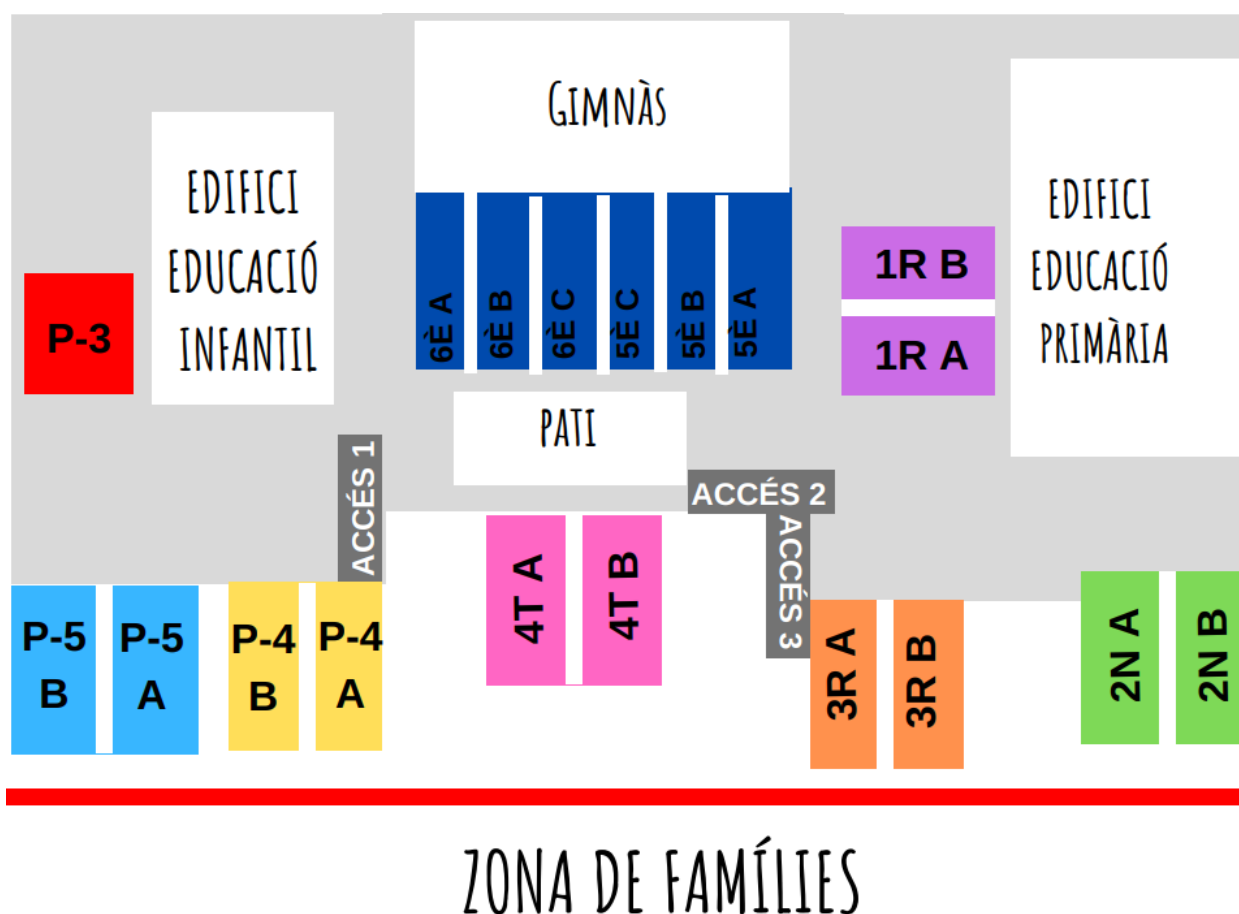 GIMNÀS
EDIFICI
EDUCACIÓ
INFANTIL
EDIFICI
EDUCACIÓ
PRIMÀRIA
P-3
6È A
6È B
6È C
5È C
5È B
5È A
1R B
1R A
PATI
ACCÉS 1
ACCÉS 2
ACCÉS 3
P-5
B
P-5
A
P-4
B
P-4
A
4T A
4T B
3R A
3R B
2N A
2N B
ZONA DE FAMÍLIES